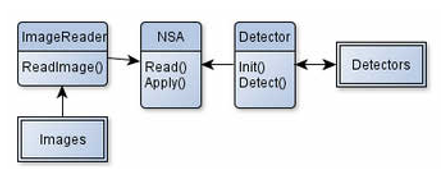 ImageReader
ReadImage()
NSA
Read()
Apply()
Detector
Init()
Detect()
Detectors
Images